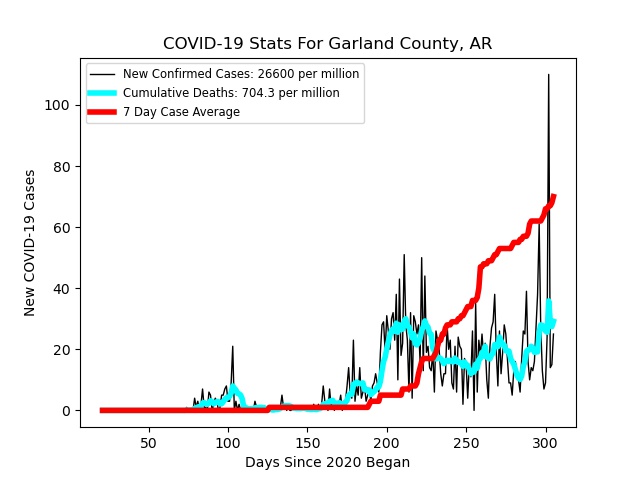 COVID-19 Stats For Garland County, AR
New Confirmed Cases: 26600 per million
Cumulative Deaths: 704.3 per million
7 Day Case Average
New COVID-19 Cases
100
80
60
40
20
0
50 100 150 200 250 300
Days Since 2020 Began